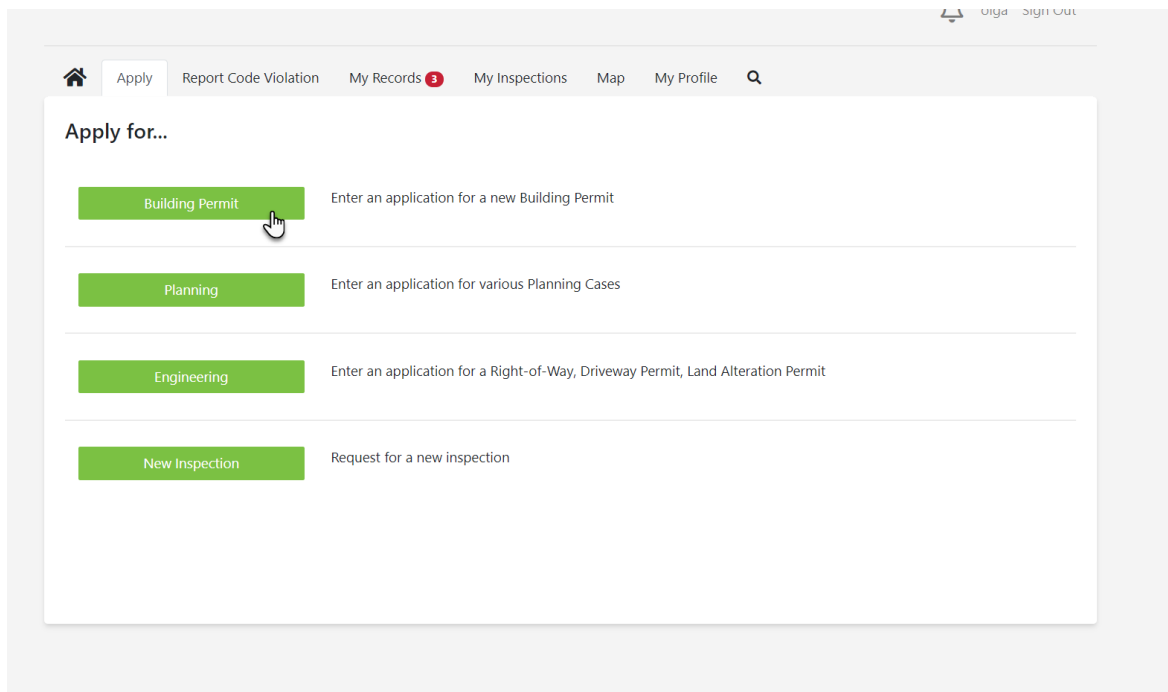 olga Sign Out
Apply Report Code Violation My Records 3 My Inspections Map My Profile
Apply for...
Building Permit Enter an application for a new Building Permit
Planning Enter an application for various Planning Cases
Engineering Enter an application for a Right-of-Way, Driveway Permit, Land Alteration Permit
New Inspection Request for a new inspection